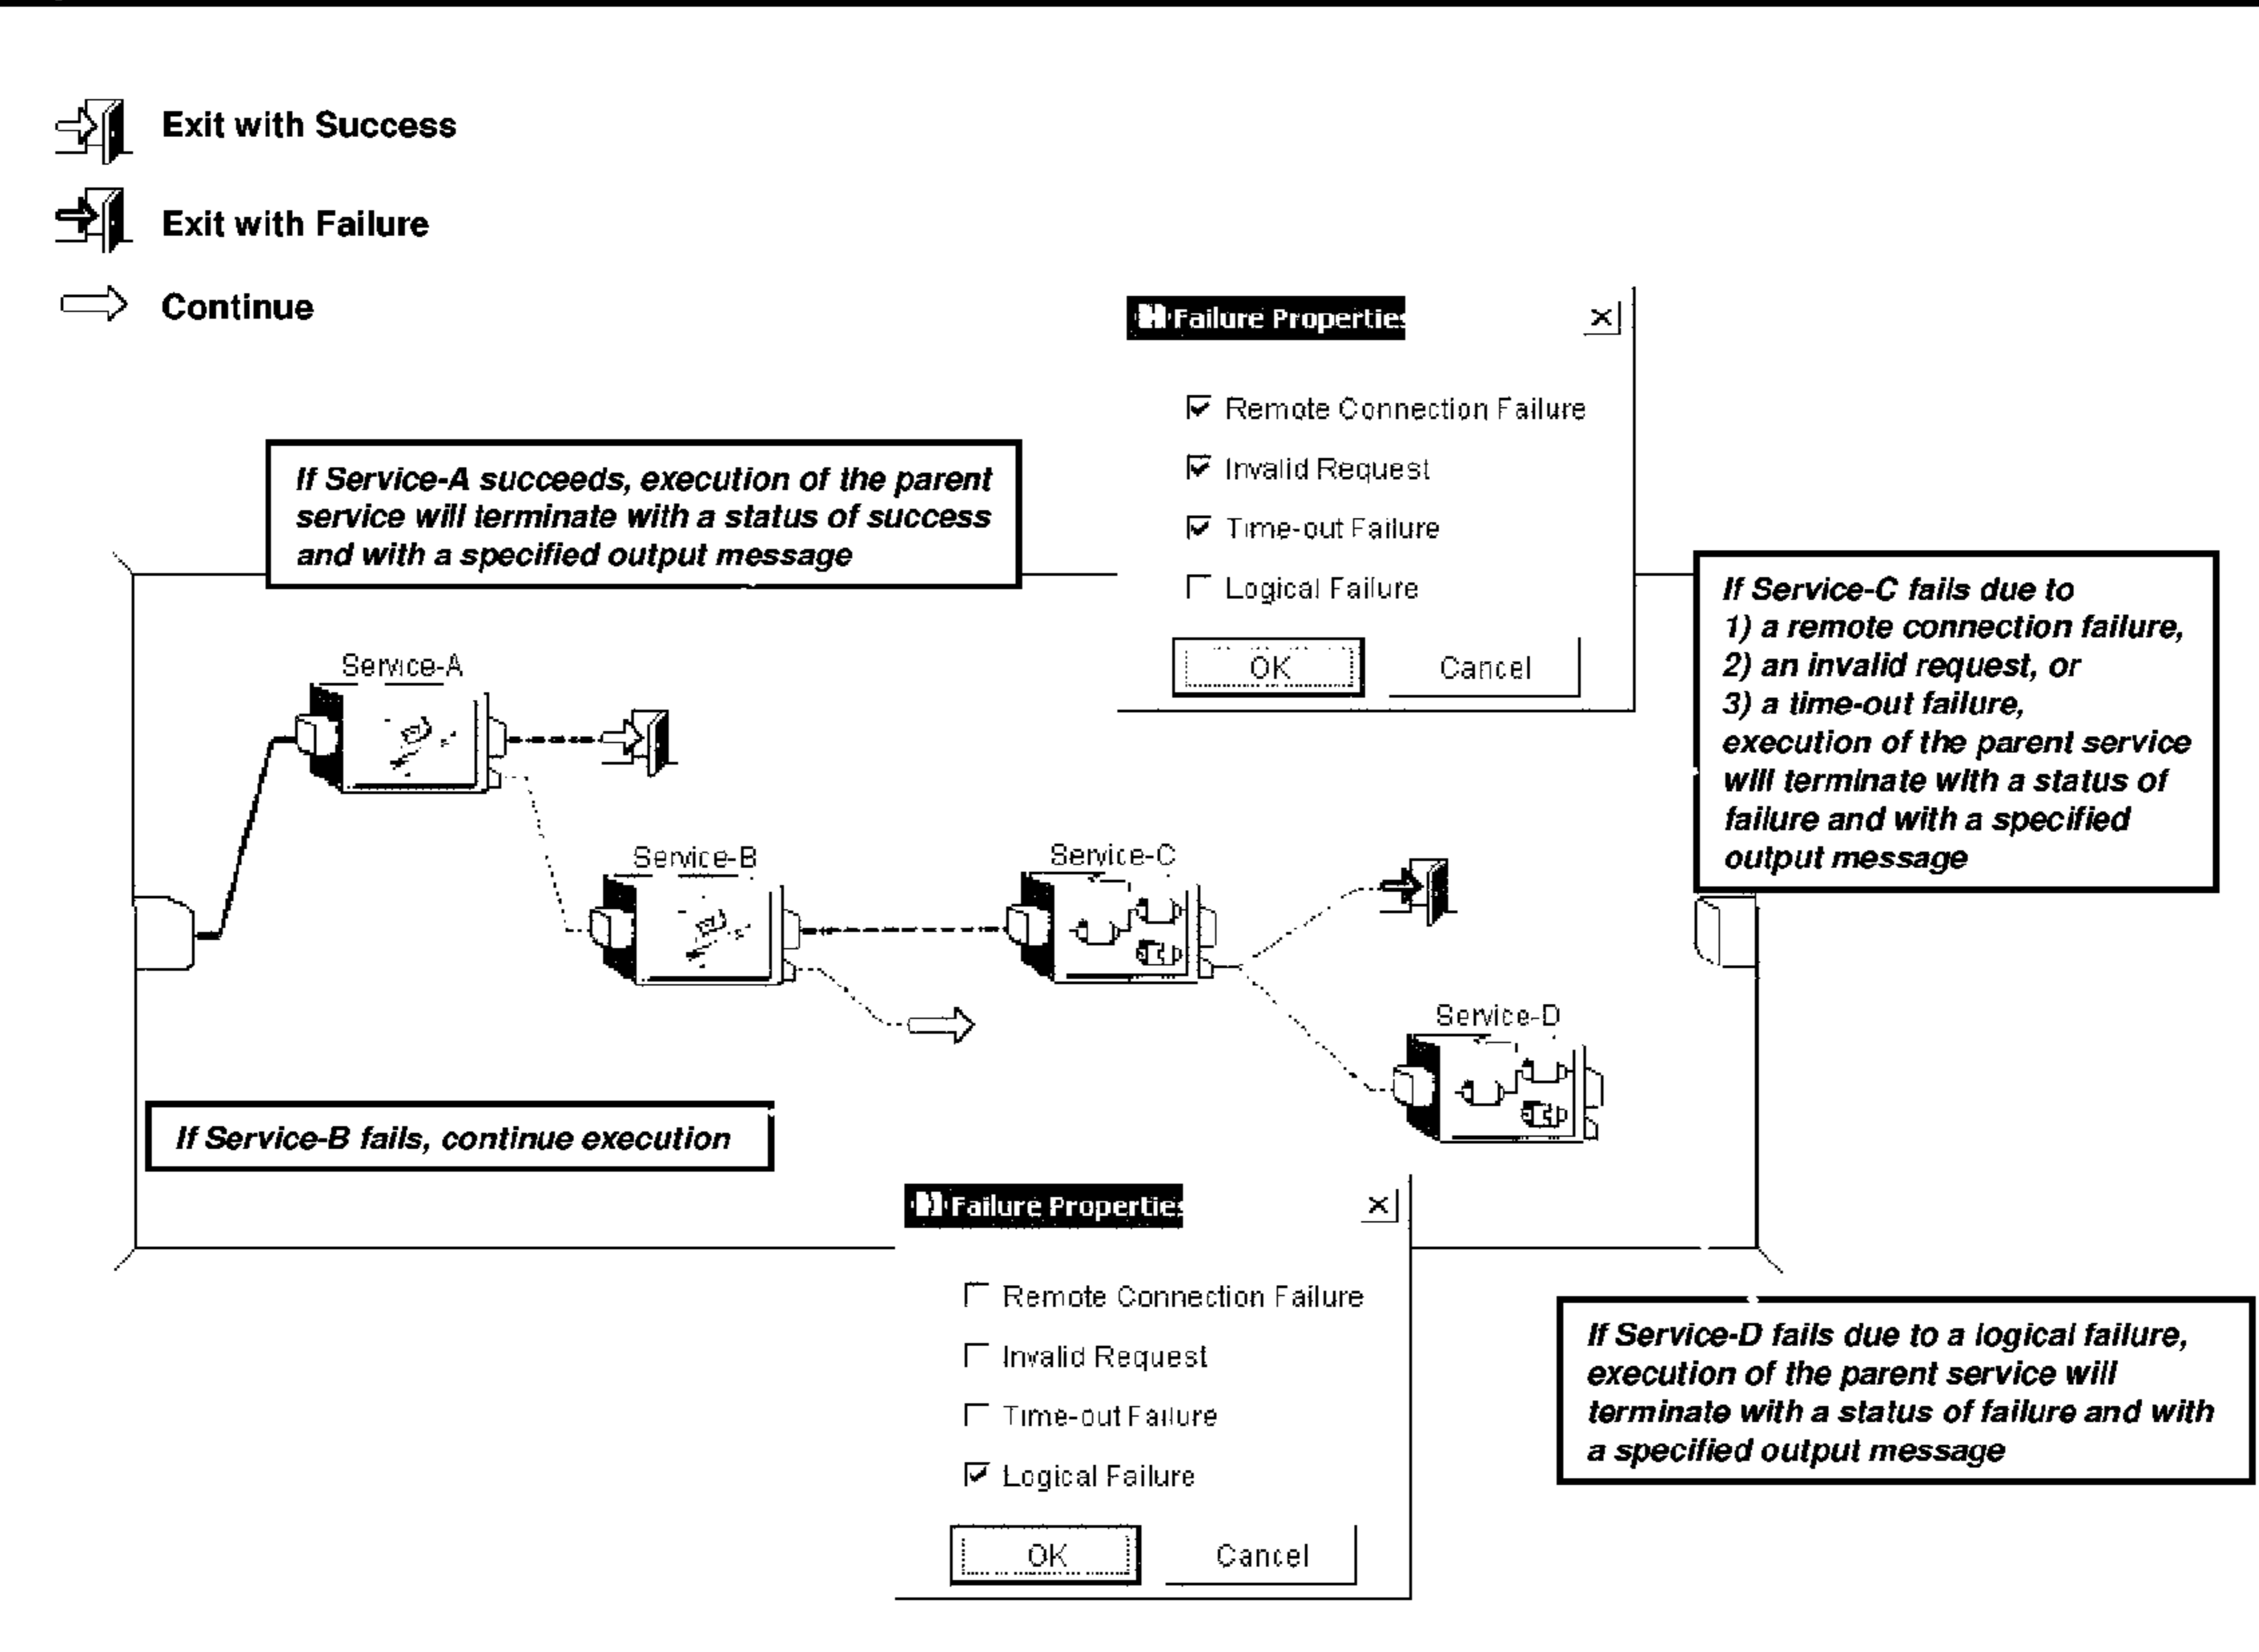 Exit with Success
Exit with Failure
Continue
Failure Properties
Remote Connection Failure
Invalid Request
Time-out Failure
Logical Failure
OK Cancel
If Service-A succeeds, execution of the parent
service will terminate with a status of success
and with a specified output message
If Service-C fails due to
1) a remote connection failure,
2) an invalid request, or
3) a time-out failure,
execution of the parent service
will terminate with a status of
failure and with a specified
output message
Service-A
Service-B
Service-C
Service-D
If Service-B fails, continue execution
Failure Properties
Remote Connection Failure
Invalid Request
Time-out Failure
Logical Failure
OK Cancel
If Service-D fails due to a logical failure,
execution of the parent service will
terminate with a status of failure and with
a specified output message